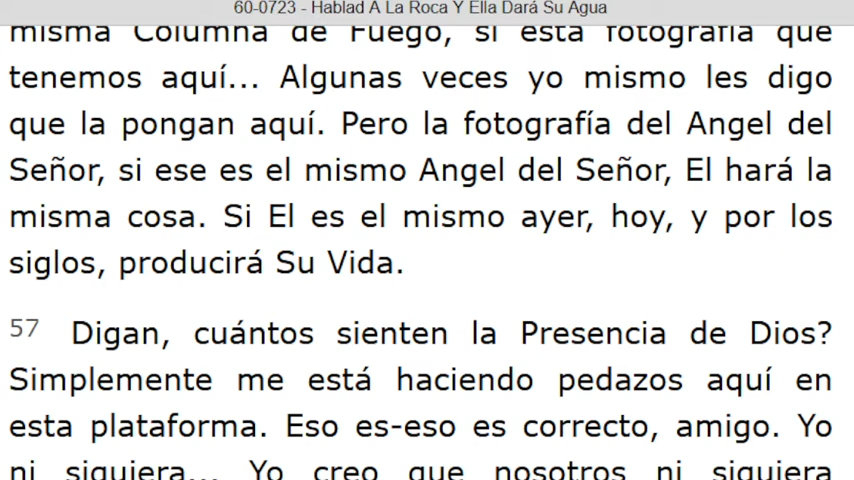 60-0723 - Hablad A La Roca Y Ella Dará Su Agua
misma Columna de Fuego, si esta fotografía que
tenemos aquí... Algunas veces yo mismo les digo
que la pongan aquí. Pero la fotografía del Angel del
Señor, si ese es el mismo Angel del Señor, El hará la
misma cosa. Si El es el mismo ayer, hoy, y por los
siglos, producirá Su Vida.
57 Digan, cuántos sienten la Presencia de Dios?
Simplemente me está haciendo pedazos aquí en
esta plataforma. Eso es-eso es correcto, amigo. Yo
ni siquiera... Yo creo que nosotros ni siquiera